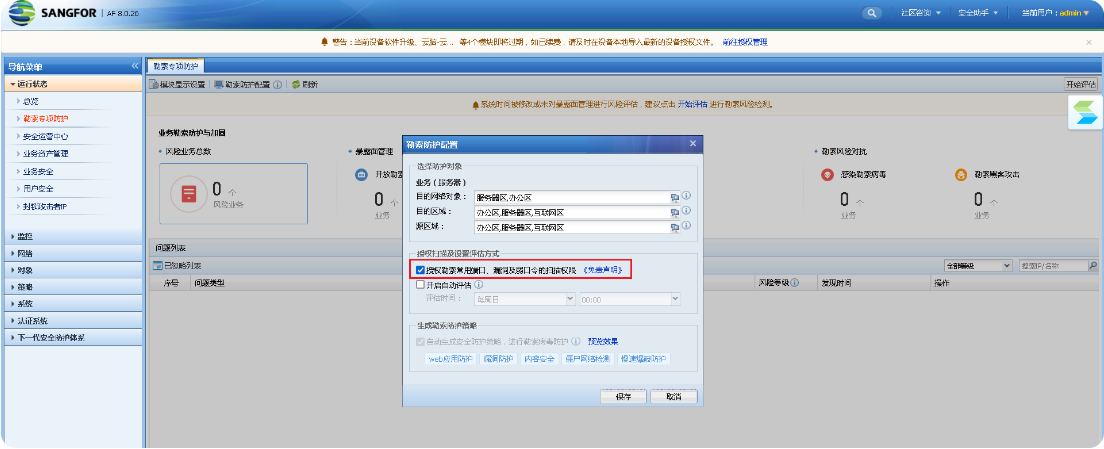 SANGFOR | AF 8.0.26
社区咨询
安全助手
当前用户：admin
警告：当前设备软件升级、云脑-云... 等4个模块即将过期，如已续费，请及时在设备本地导入最新的设备授权文件。 前往授权管理
导航菜单
勒索专项防护
运行状态
模块显示设置
勒索防护配置
刷新
开始评估
总览
勒索专项防护
安全运营中心
业务资产管理
业务安全
用户安全
封锁攻击者IP
监控
网络
对象
策略
系统
认证系统
下一代安全防护体系
系统时间被修改或未对暴露面管理进行风险评估，建议点击 开始评估 进行勒索风险检测。
业务勒索防护与加固
风险业务总数
0 个
风险业务
暴露面管理
开放勒索
0 个
业务
勒索风险对抗
感染勒索病毒
0 个
业务
勒索黑客攻击
0 个
业务
问题列表
已忽略列表
全部等级
搜索IP/名称
序号
问题类型
风险等级
发现时间
操作
勒索防护配置
选择防护对象
业务（服务器）
目的网络对象：
服务器区,办公区
目的区域：
办公区,服务器区,互联网区
源区域：
办公区,服务器区,互联网区
授权扫描及设置评估方式
授权勒索常用端口、漏洞及弱口令的扫描权限 《免责声明》
开启自动评估
评估时间：
每周日
00:00
生成勒索防护策略
自动生成安全防护策略，进行勒索病毒防护
预览效果
web应用防护
漏洞防护
内容安全
僵尸网络检测
慢速爆破防护
保存
取消